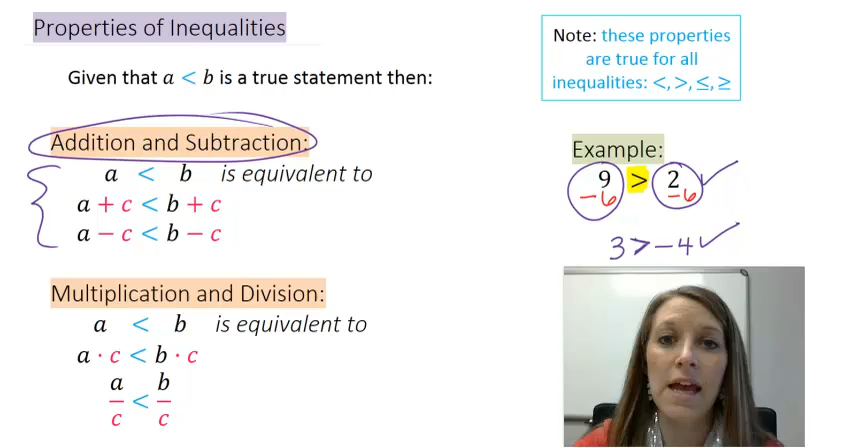 Properties of Inequalities
Given that a < b is a true statement then:
Addition and Subtraction:
a < b is equivalent to
a + c < b + c
a − c < b − c
Multiplication and Division:
a < b is equivalent to
a · c < b · c
a/c < b/c
Note: these properties
are true for all
inequalities: <, >, ≤, ≥
Example:
9 > 2
−6 −6
3 > −4